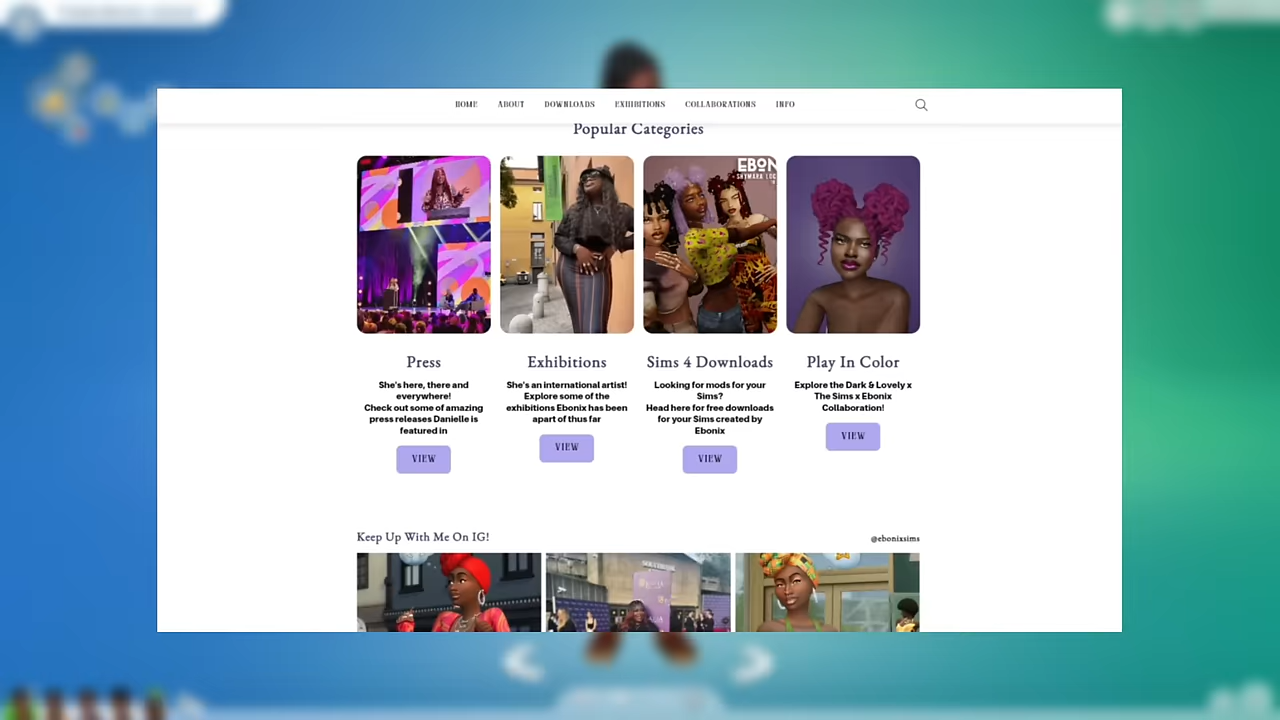 HOME ABOUT DOWNLOADS EXHIBITIONS COLLABORATIONS INFO
Popular Categories
EBON
Press
She's here, there and
everywhere!
Check out some of amazing
press releases Danielle is
featured in
VIEW
Exhibitions
She's an international artist!
Explore some of the
exhibitions Ebonix has been
apart of thus far
VIEW
Sims 4 Downloads
Looking for mods for your
Sims?
Head here for free downloads
for your Sims created by
Ebonix
VIEW
Play In Color
Explore the Dark & Lovely x
The Sims x Ebonix
Collaboration!
VIEW
Keep Up With Me On IG!
@ebonixsims